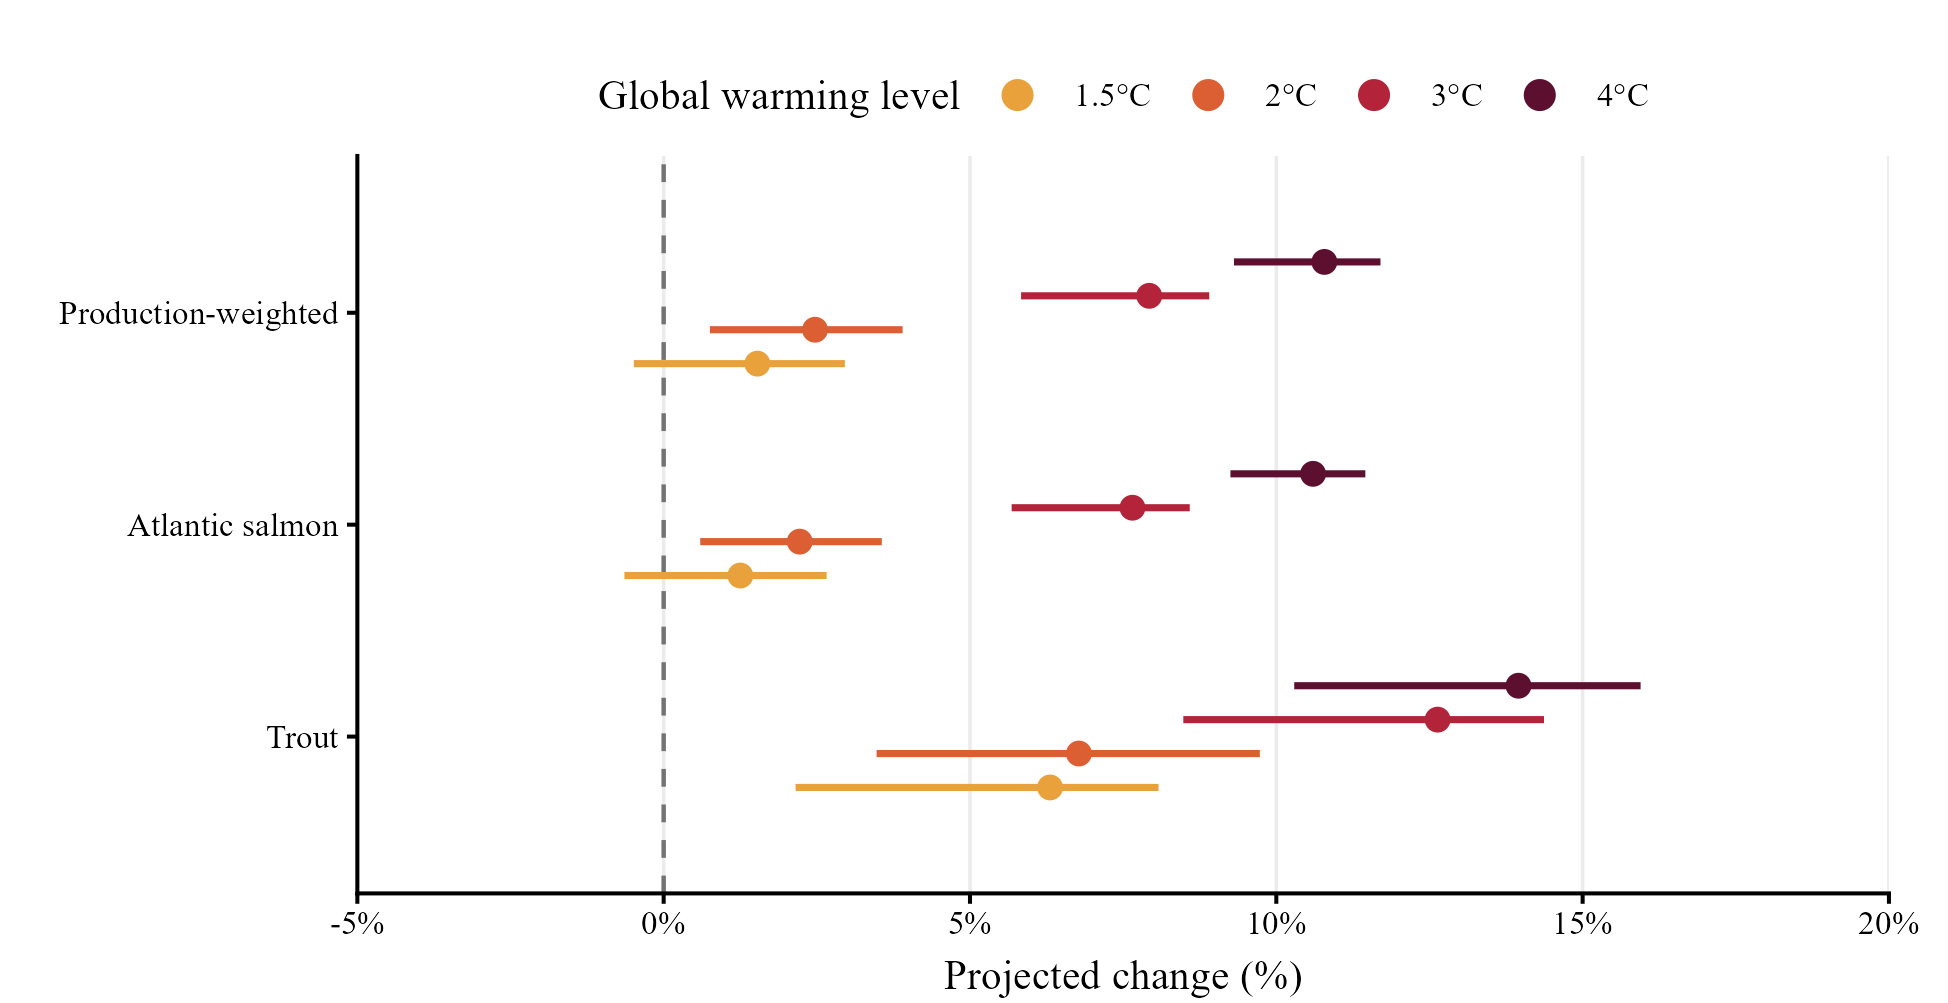 Global warming level 1.5°C 2°C 3°C 4°C
Production-weighted
Atlantic salmon
Trout
-5% 0% 5% 10% 15% 20%
Projected change (%)